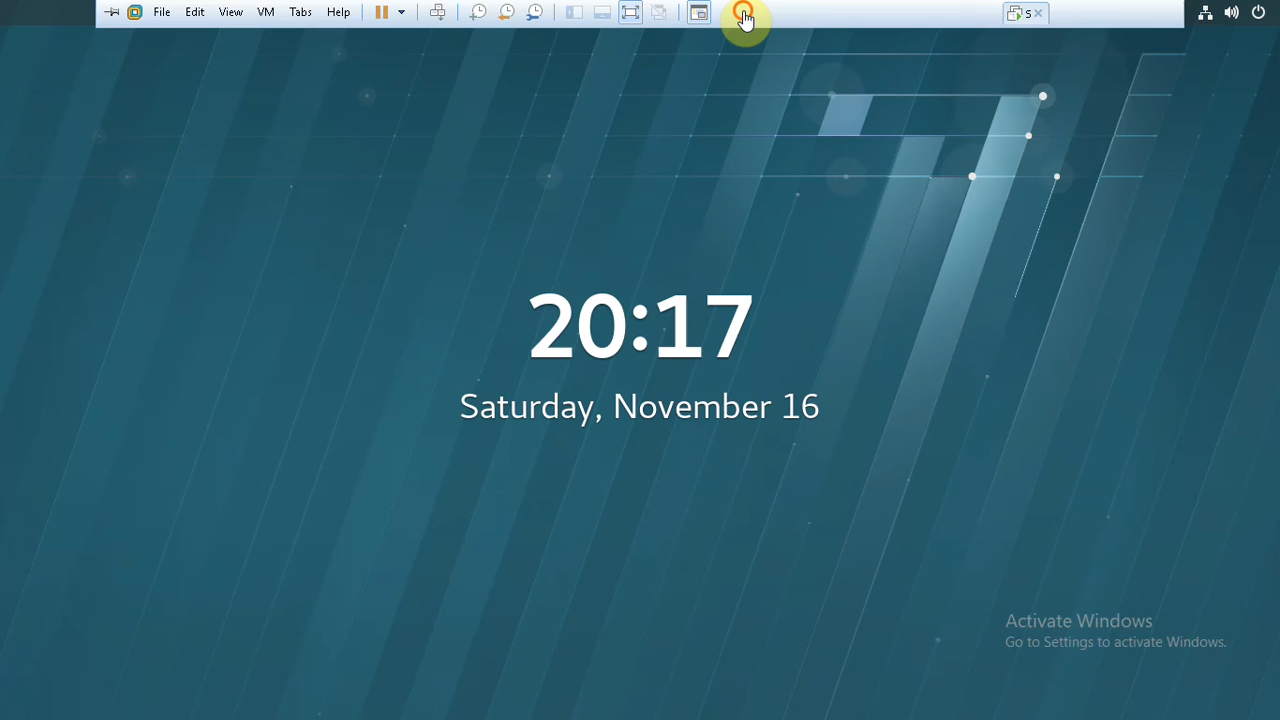 File Edit View VM Tabs Help
s
20:17
Saturday, November 16
Activate Windows
Go to Settings to activate Windows.